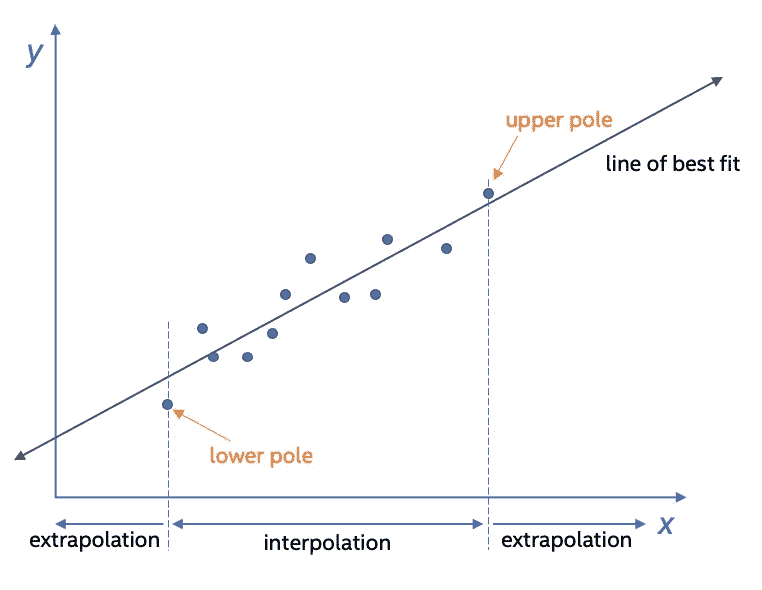 y
upper pole
line of best fit
lower pole
x
extrapolation
interpolation
extrapolation